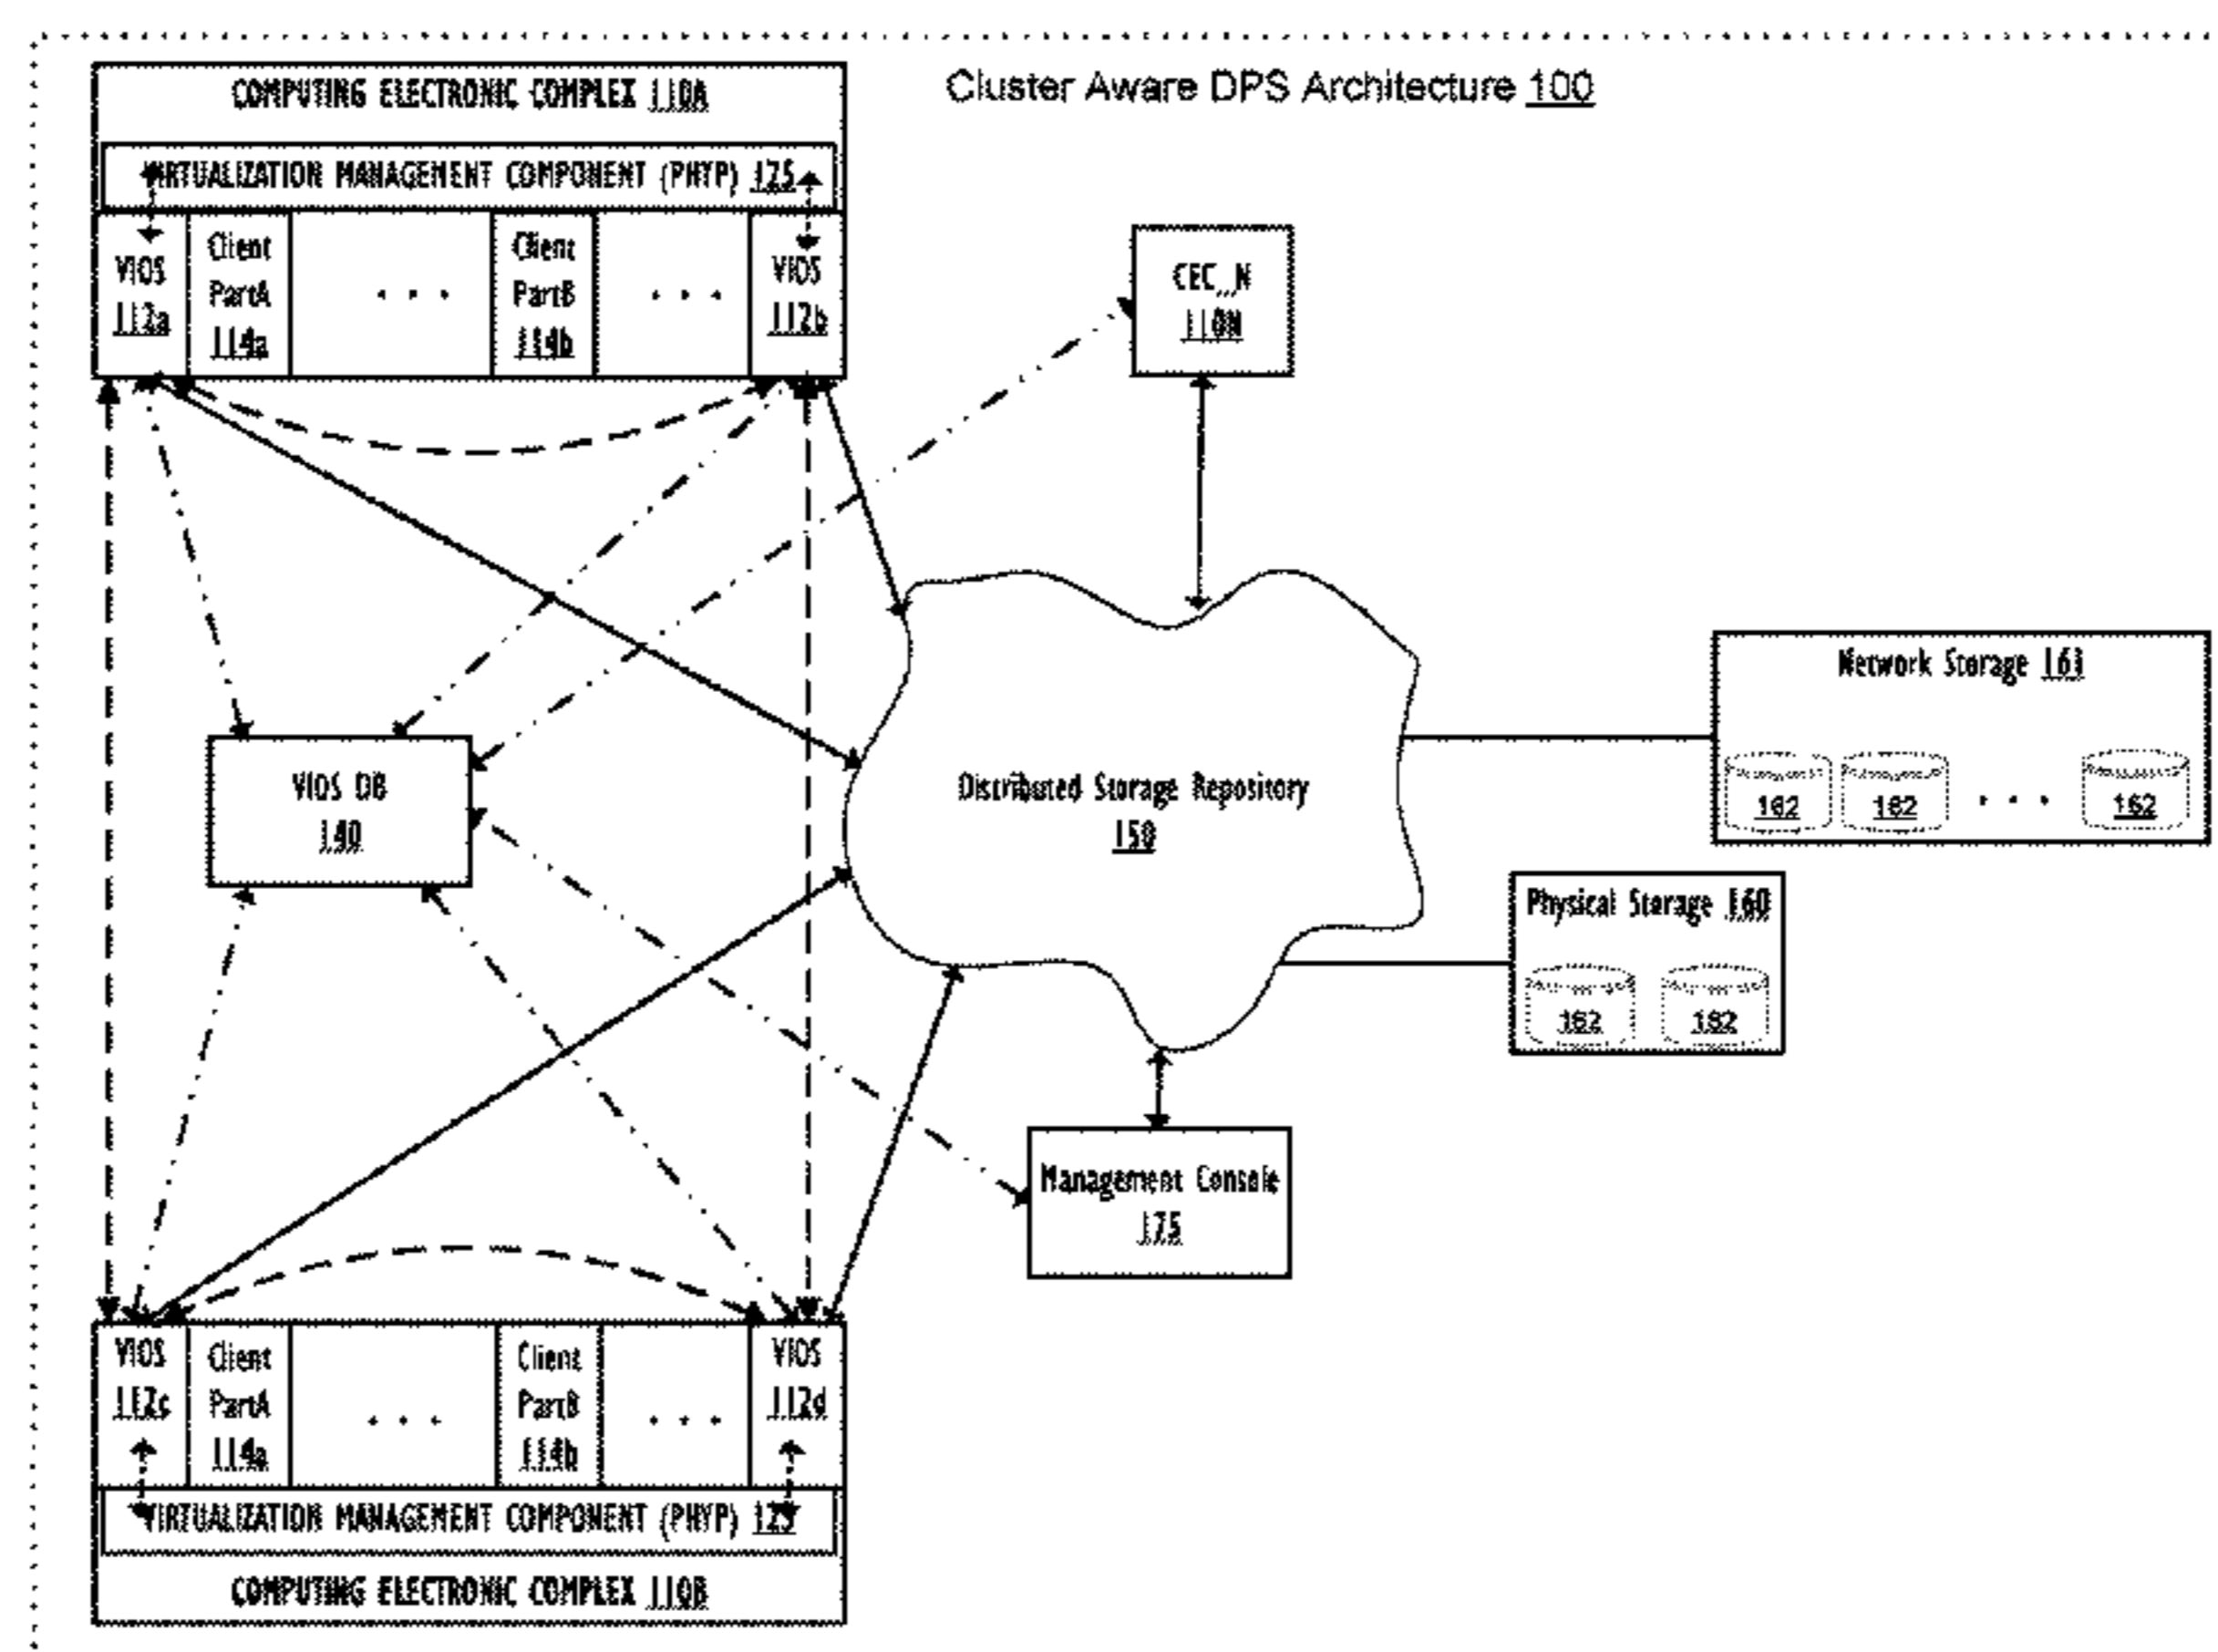 COMPUTING ELECTRONIC COMPLEX 110A
Cluster Aware DPS Architecture 100
VIRTUALIZATION MANAGEMENT COMPONENT (PHYP) 125
VIOS
112a
Client
PartA
114a
. . .
Client
PartB
114b
. . .
VIOS
112b
CEC_N
110N
Network Storage 161
162
162
. . .
162
VIOS DB
140
Distributed Storage Repository
150
Physical Storage 160
162
162
Management Console
175
VIOS
112c
Client
PartA
114a
. . .
Client
PartB
114b
. . .
VIOS
112d
VIRTUALIZATION MANAGEMENT COMPONENT (PHYP) 125
COMPUTING ELECTRONIC COMPLEX 110B